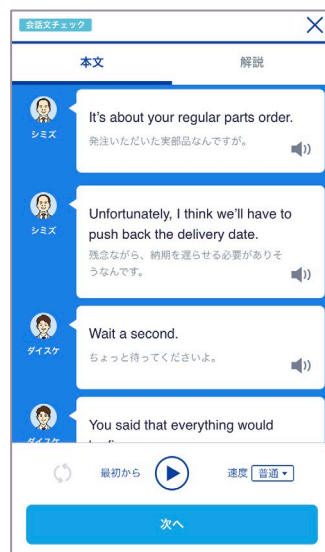 会話文チェック
本文
解説
シミズ
It's about your regular parts order.
発注いただいた実部品なんですが。
シミズ
Unfortunately, I think we'll have to
push back the delivery date.
残念ながら、納期を遅らせる必要がありそ
うなんです。
ダイスケ
Wait a second.
ちょっと待ってくださいよ。
ダイスケ
You said that everything would
最初から
速度
普通
次へ